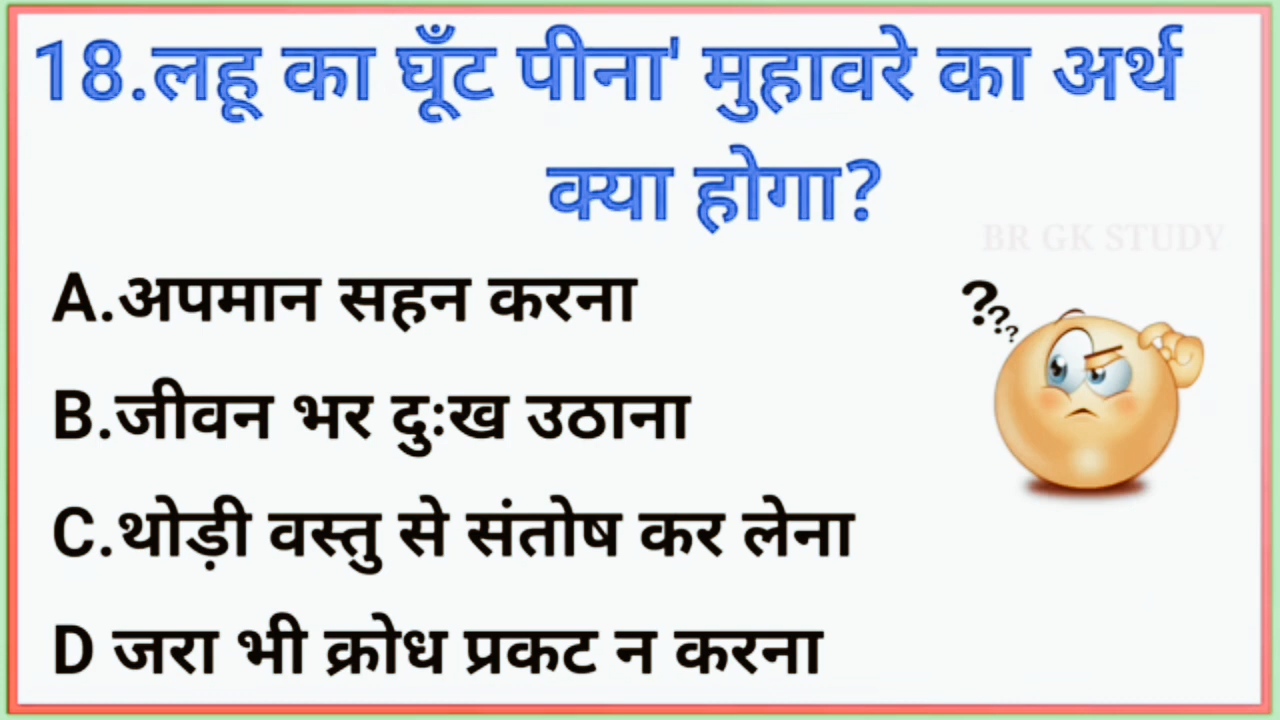 18.लहू का घूँट पीना' मुहावरे का अर्थ
क्या होगा?
BR GK STUDY
A.अपमान सहन करना
???
B.जीवन भर दुःख उठाना
C.थोड़ी वस्तु से संतोष कर लेना
D जरा भी क्रोध प्रकट न करना